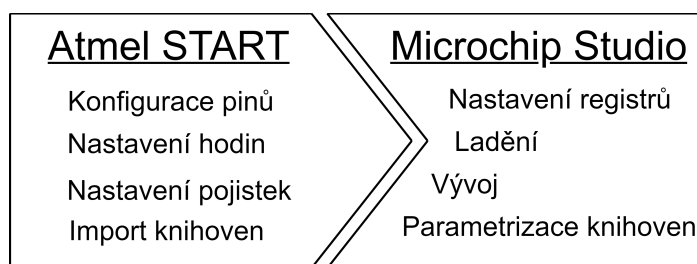 Atmel START
Konfigurace pinů
Nastavení hodin
Nastavení pojistek
Import knihoven
Microchip Studio
Nastavení registrů
Ladění
Vývoj
Parametrizace knihoven